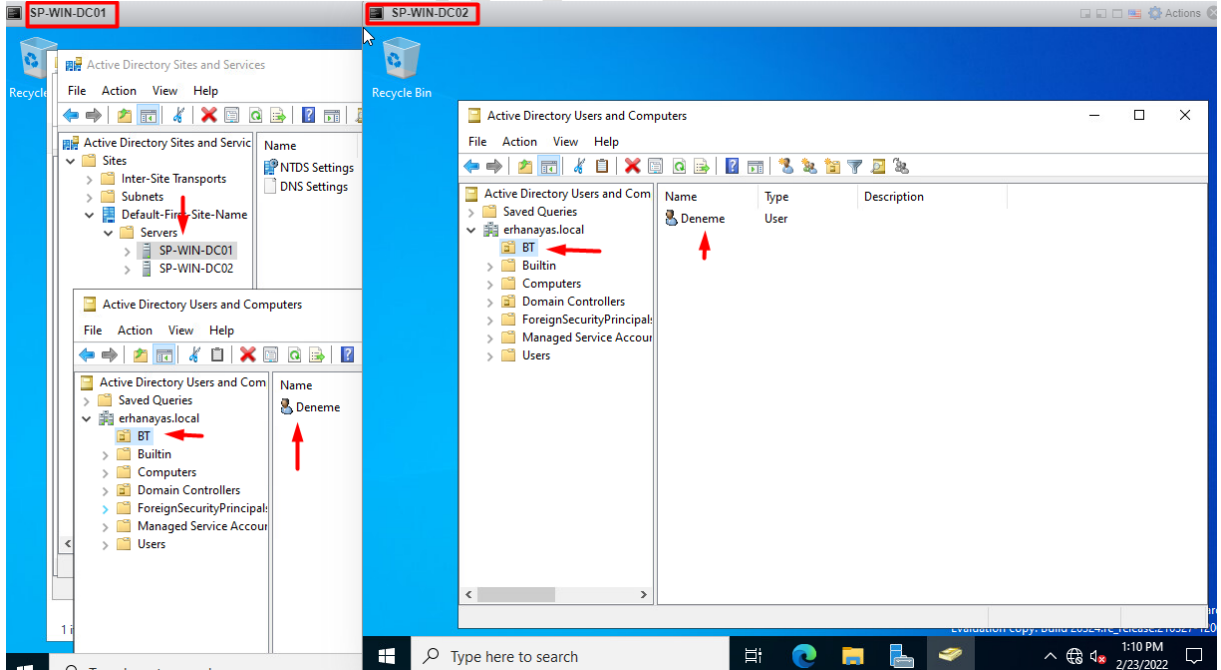 SP-WIN-DC01
Recycle
Active Directory Sites and Services
File Action View Help
Active Directory Sites and Servic
Sites
Inter-Site Transports
Subnets
Default-First-Site-Name
Servers
SP-WIN-DC01
SP-WIN-DC02
Name
NTDS Settings
DNS Settings
Active Directory Users and Computers
File Action View Help
Active Directory Users and Com
Saved Queries
erhanayas.local
BT
Builtin
Computers
Domain Controllers
ForeignSecurityPrincipals
Managed Service Accour
Users
Name
Deneme
1 i
SP-WIN-DC02
Actions
Recycle Bin
Active Directory Users and Computers
File Action View Help
Active Directory Users and Com
Saved Queries
erhanayas.local
BT
Builtin
Computers
Domain Controllers
ForeignSecurityPrincipals
Managed Service Accour
Users
Name Type Description
Deneme User
Type here to search
1:10 PM
2/23/2022